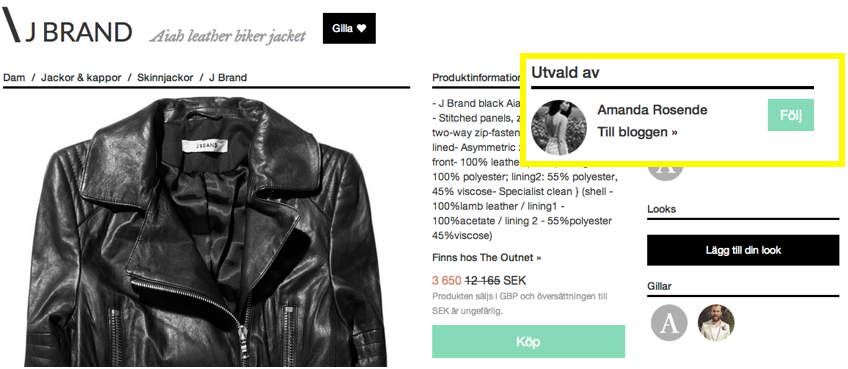 J BRAND
Aiah leather biker jacket
Gilla
Dam / Jackor & kappor / Skinnjackor / J Brand
J BRAND
Produktinformation
- J Brand black Aia
- Stitched panels, z
two-way zip-fasten
lined- Asymmetric z
front- 100% leathe
100% polyester; lining2: 55% polyester,
45% viscose- Specialist clean } (shell -
100%lamb leather / lining1 -
100%acetate / lining 2 - 55%polyester
45%viscose)
Finns hos The Outnet »
3 650 12 165 SEK
Produkten säljs i GBP och översättningen till
SEK är ungefärlig.
Köp
Utvald av
Amanda Rosende
Till bloggen »
Följ
A
Looks
Lägg till din look
Gillar
A